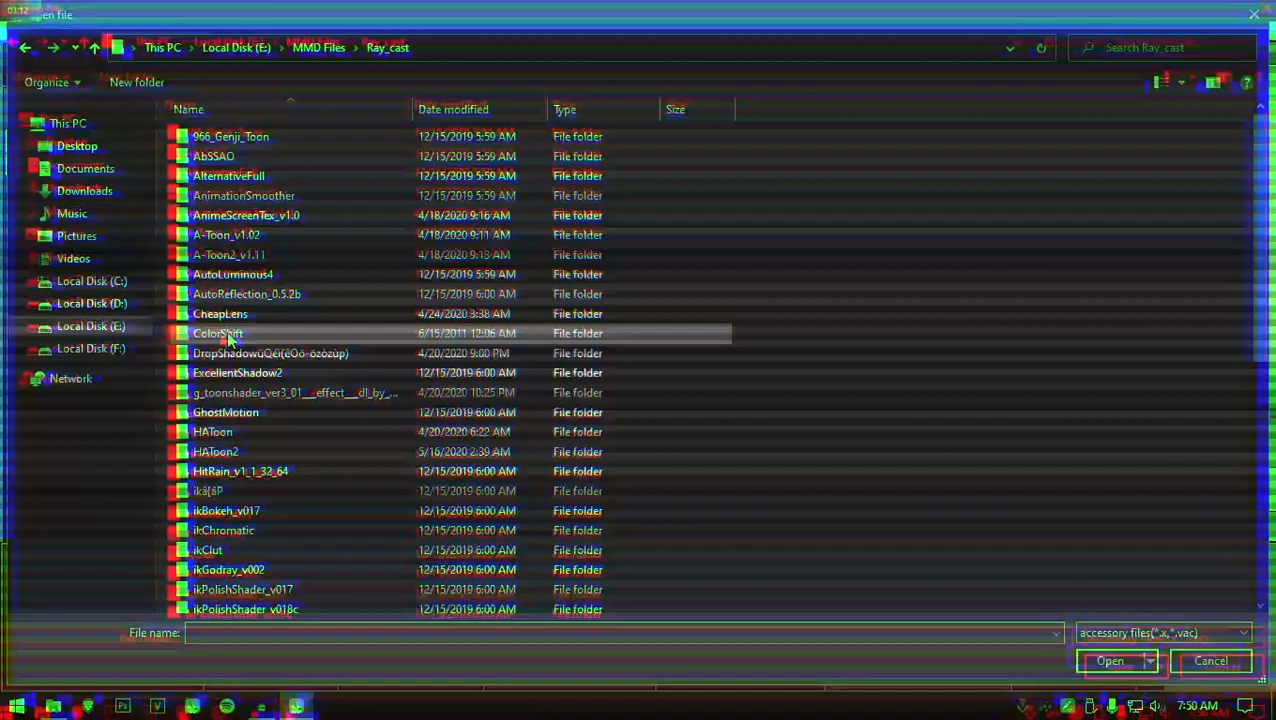 03:12
en file
This PC
Local Disk (E:)
MMD Files
Ray_cast
Search Ray_cast
Organize
New folder
Name
Date modified
Type
Size
This PC
Desktop
Documents
Downloads
Music
Pictures
Videos
Local Disk (C:)
Local Disk (D:)
Local Disk (E:)
Local Disk (F:)
Network
966_Genji_Toon 12/15/2019 5:59 AM File folder
AbSSAO 12/15/2019 5:59 AM File folder
AlternativeFull 12/15/2019 5:59 AM File folder
AnimationSmoother 12/15/2019 5:59 AM File folder
AnimeScreenTex_v1.0 4/18/2020 9:16 AM File folder
A-Toon_v1.02 4/18/2020 9:11 AM File folder
A-Toon2_v1.11 4/18/2020 9:13 AM File folder
AutoLuminous4 12/15/2019 5:59 AM File folder
AutoReflection_0.5.2b 12/15/2019 6:00 AM File folder
CheapLens 4/24/2020 3:38 AM File folder
ColorShift 6/15/2011 12:06 AM File folder
4/20/2020 9:00 PM File folder
ExcellentShadow2 12/15/2019 6:00 AM File folder
g_toonshader_ver3_01__effect__dl_by_... 4/20/2020 10:25 PM File folder
GhostMotion 12/15/2019 6:00 AM File folder
HAToon 4/20/2020 6:22 AM File folder
HAToon2 5/16/2020 2:39 AM File folder
HitRain_v1_1_32_64 12/15/2019 6:00 AM File folder
12/15/2019 6:00 AM File folder
ikBokeh_v017 12/15/2019 6:00 AM File folder
ikChromatic 12/15/2019 6:00 AM File folder
ikClut 12/15/2019 6:00 AM File folder
ikGodray_v002 12/15/2019 6:00 AM File folder
ikPolishShader_v017 12/15/2019 6:00 AM File folder
ikPolishShader_v018c 12/15/2019 6:00 AM File folder
File name:
accessory files(*.x,*.vac)
Open
Cancel
7:50 AM